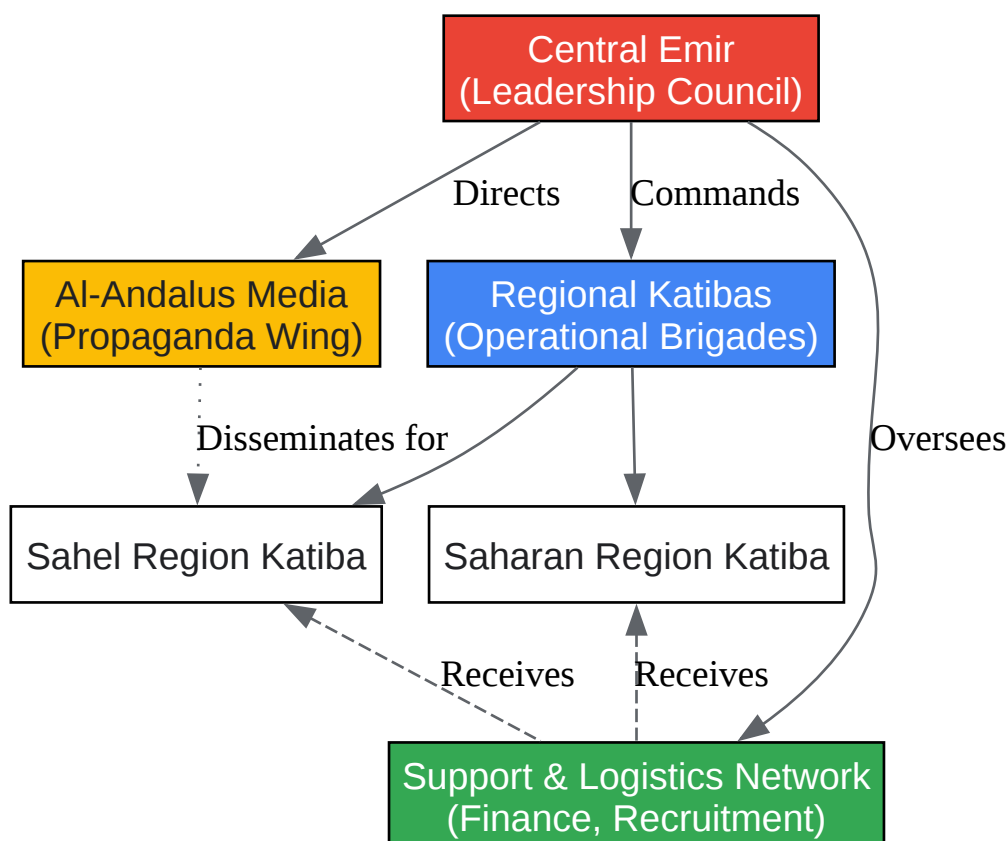 Central Emir
(Leadership Council)
Directs
Commands
Al-Andalus Media
(Propaganda Wing)
Regional Katibas
(Operational Brigades)
Disseminates for
Oversees
Sahel Region Katiba
Saharan Region Katiba
Receives
Receives
Support & Logistics Network
(Finance, Recruitment)